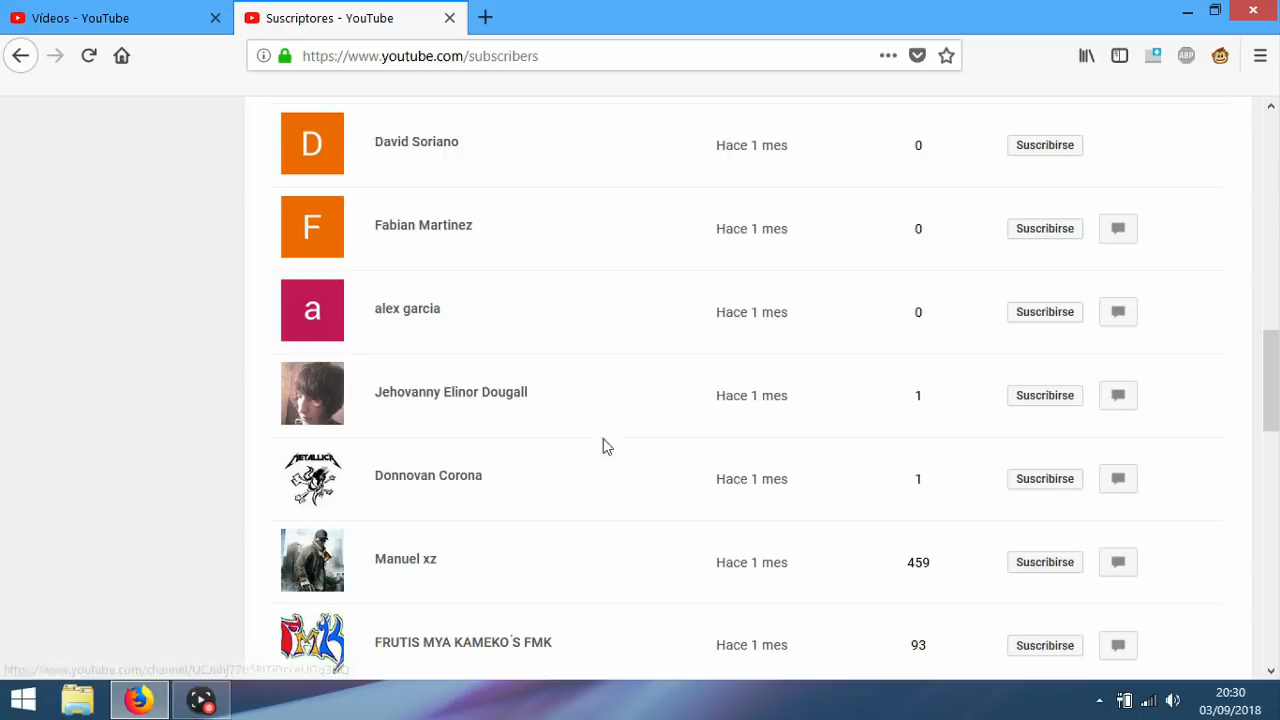 Vídeos - YouTube
Suscriptores - YouTube
https://www.youtube.com/subscribers
ABP
D David Soriano Hace 1 mes 0 Suscribirse
F Fabian Martinez Hace 1 mes 0 Suscribirse
a alex garcia Hace 1 mes 0 Suscribirse
Jehovanny Elinor Dougall Hace 1 mes 1 Suscribirse
METALLICA Donnovan Corona Hace 1 mes 1 Suscribirse
Manuel xz Hace 1 mes 459 Suscribirse
FMK FRUTIS MYA KAMEKO´S FMK Hace 1 mes 93 Suscribirse
20:30
03/09/2018